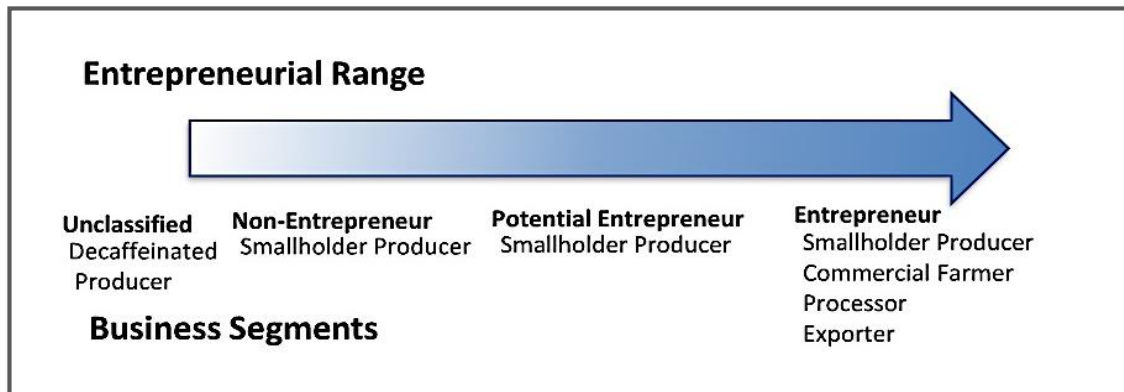 Entrepreneurial Range
Unclassified
Decaffeinated
Producer
Non-Entrepreneur
Smallholder Producer
Potential Entrepreneur
Smallholder Producer
Entrepreneur
Smallholder Producer
Commercial Farmer
Processor
Exporter
Business Segments